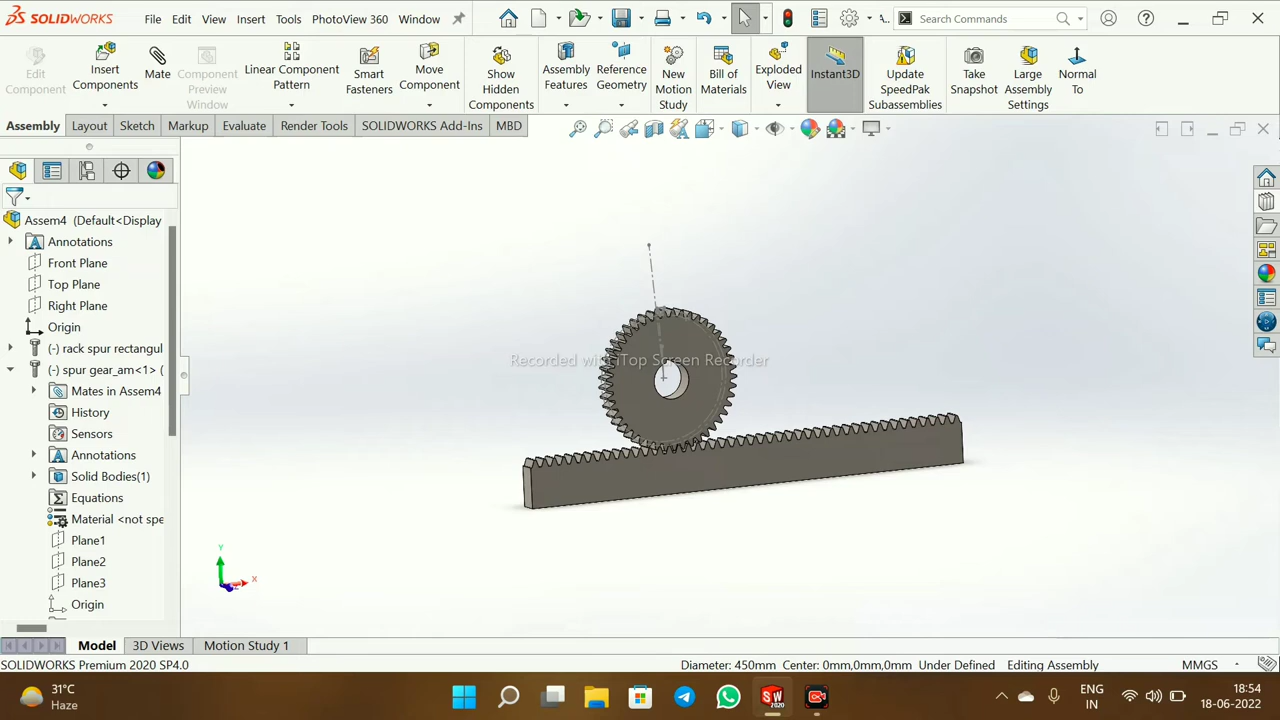 SOLIDWORKS File Edit View Insert Tools PhotoView 360 Window A... Search Commands
Edit Component
Insert Components
Mate
Component Preview Window
Linear Component Pattern
Smart Fasteners
Move Component
Show Hidden Components
Assembly Features
Reference Geometry
New Motion Study
Bill of Materials
Exploded View
Instant3D
Update SpeedPak Subassemblies
Take Snapshot
Large Assembly Settings
Normal To
Assembly Layout Sketch Markup Evaluate Render Tools SOLIDWORKS Add-Ins MBD
Assem4 (Default<Display
Annotations
Front Plane
Top Plane
Right Plane
Origin
(-) rack spur rectangul
(-) spur gear_am<1> (
Mates in Assem4
History
Sensors
Annotations
Solid Bodies(1)
Equations
Material <not spe
Plane1
Plane2
Plane3
Origin
Recorded with iTop Screen Recorder
Y
X
Model 3D Views Motion Study 1
SOLIDWORKS Premium 2020 SP4.0 Diameter: 450mm Center: 0mm,0mm,0mm Under Defined Editing Assembly MMGS
31°C
Haze
SW
2020
ENG
IN
18:54
18-06-2022